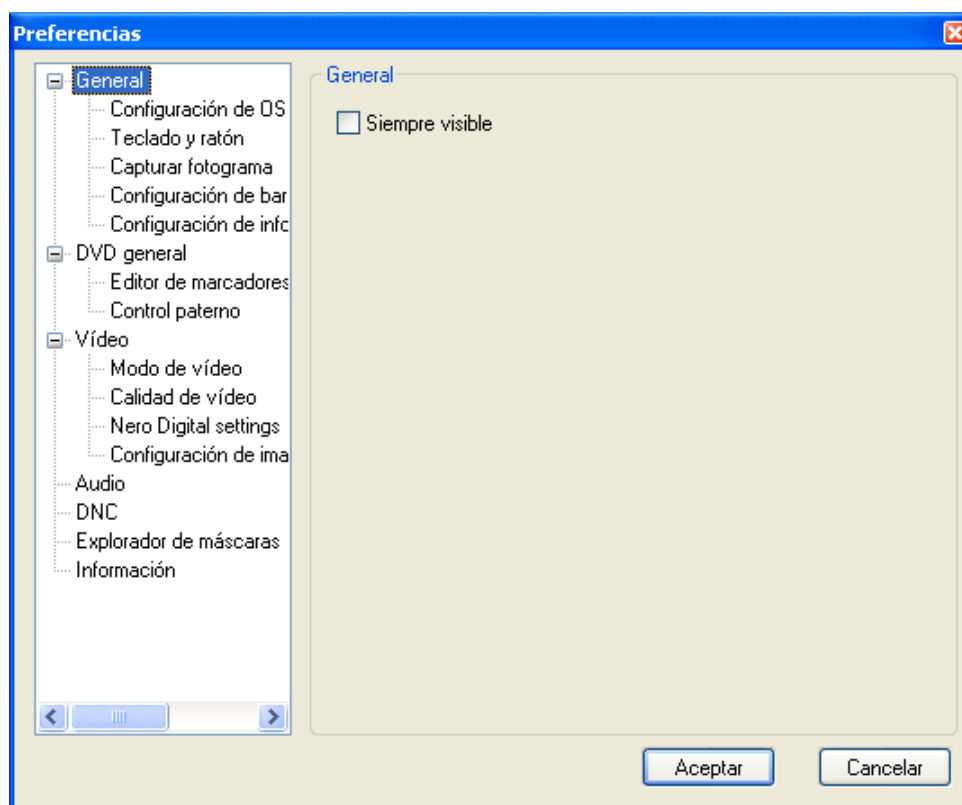 Preferencias
General
Configuración de OS
Teclado y ratón
Capturar fotograma
Configuración de bar
Configuración de info
DVD general
Editor de marcadores
Control paterno
Vídeo
Modo de vídeo
Calidad de vídeo
Nero Digital settings
Configuración de ima
Audio
DNC
Explorador de máscaras
Información
General
Siempre visible
Aceptar
Cancelar